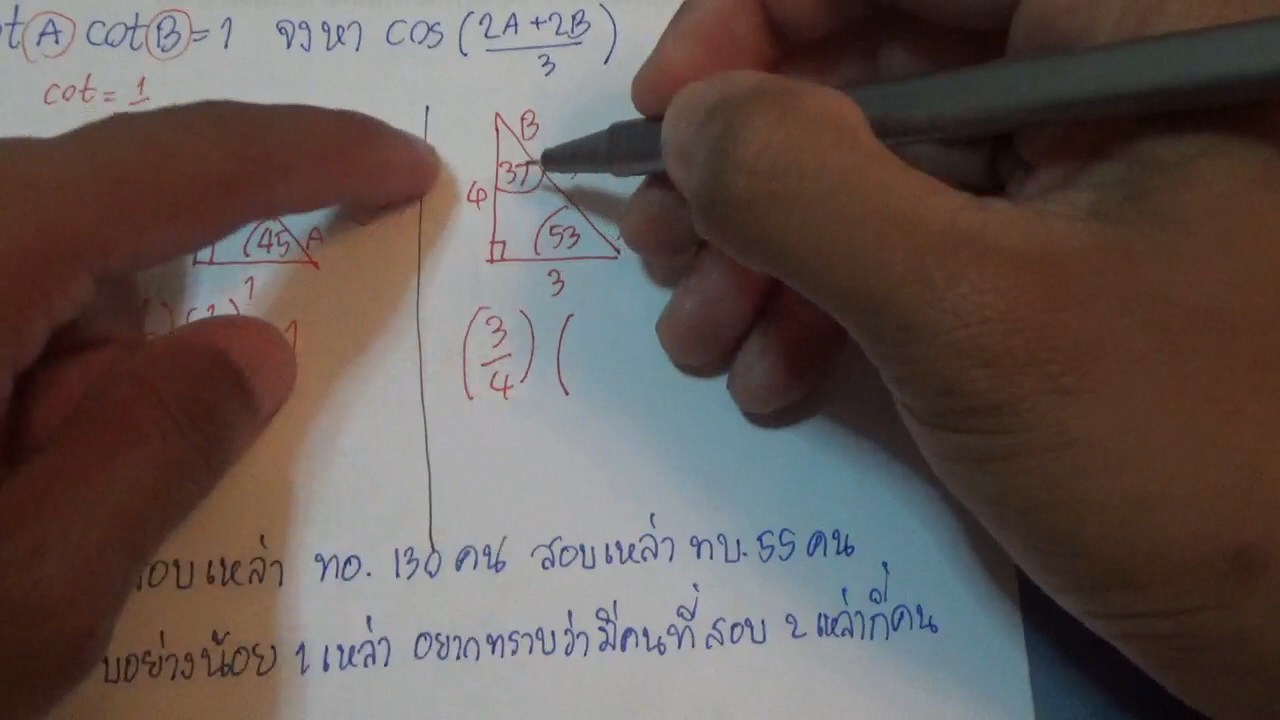 t A cot B = 1 จงหา cos (2A+2B/3)
cot = 1
B
37
4
(53
3
(45 A
1
(3/4) (
สอบเหล่า ทอ. 130 คน สอบเหล่า ทบ. 55 คน
บอย่างน้อย 1 เหล่า อยากทราบว่ามีคนที่สอบ 2 เหล่ากี่คน